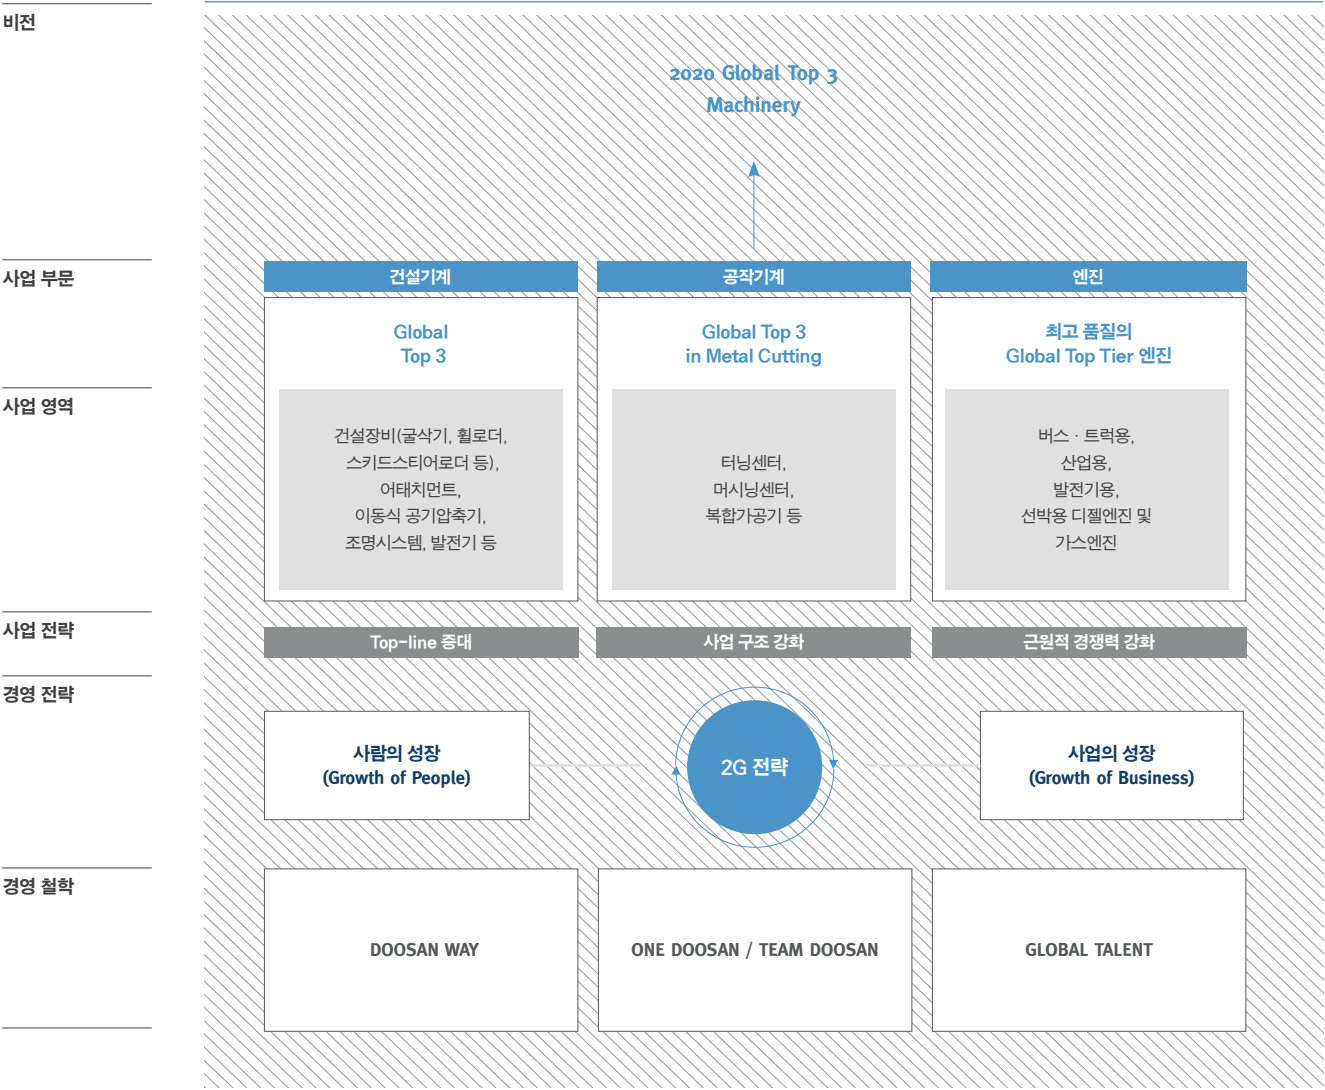 비전
2020 Global Top 3
Machinery
사업 부문
건설기계
공작기계
엔진
Global
Top 3
Global Top 3
in Metal Cutting
최고 품질의
Global Top Tier 엔진
사업 영역
건설장비(굴삭기, 휠로더,
스키드스티어로더 등),
어태치먼트,
이동식 공기압축기,
조명시스템, 발전기 등
터닝센터,
머시닝센터,
복합가공기 등
버스 · 트럭용,
산업용,
발전기용,
선박용 디젤엔진 및
가스엔진
사업 전략
Top-line 증대
사업 구조 강화
근원적 경쟁력 강화
경영 전략
사람의 성장
(Growth of People)
2G 전략
사업의 성장
(Growth of Business)
경영 철학
DOOSAN WAY
ONE DOOSAN / TEAM DOOSAN
GLOBAL TALENT